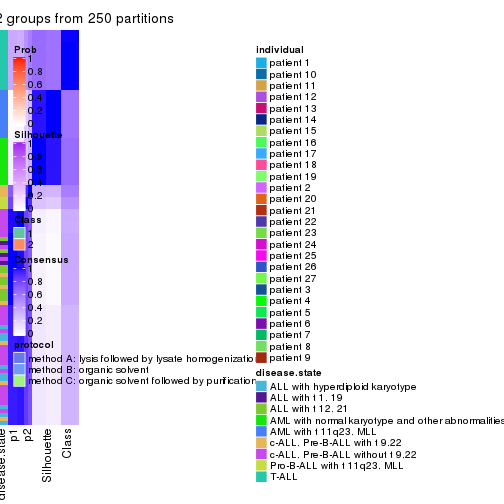 2 groups from 250 partitions
Prob
1
0.8
0.6
0.4
0.2
0
Silhouette
1
0.8
0.6
0.4
0.2
0
Class
1
2
Consensus
1
0.8
0.6
0.4
0.2
0
protocol
method A: lysis followed by lysate homogenizatio
method B: organic solvent
method C: organic solvent followed by purification
individual
patient 1
patient 10
patient 11
patient 12
patient 13
patient 14
patient 15
patient 16
patient 17
patient 18
patient 19
patient 2
patient 20
patient 21
patient 22
patient 23
patient 24
patient 25
patient 26
patient 27
patient 3
patient 4
patient 5
patient 6
patient 7
patient 8
patient 9
disease.state
ALL with hyperdiploid karyotype
ALL with t1. 19
ALL with t12. 21
AML with normal karyotype and other abnormalities
AML with t11q23. MLL
c-ALL. Pre-B-ALL with t9.22
c-ALL. Pre-B-ALL without t9.22
Pro-B-ALL with t11q23. MLL
T-ALL
disease.state
p1
p2
Silhouette
Class